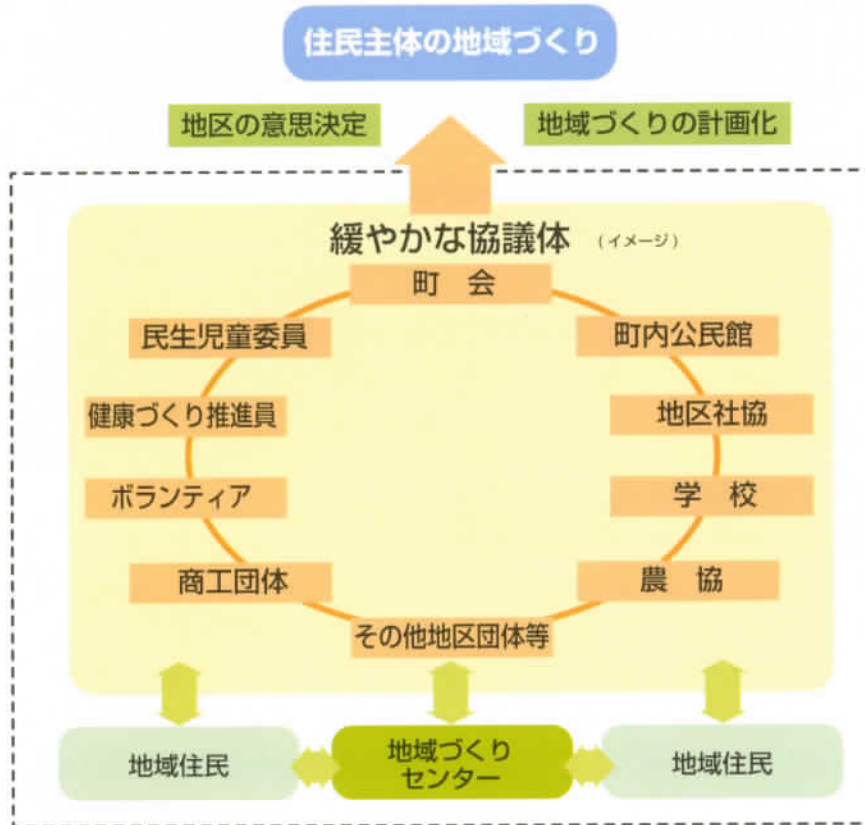 住民主体の地域づくり
地区の意思決定
地域づくりの計画化
緩やかな協議体 (イメージ)
町 会
民生児童委員
町内公民館
健康づくり推進員
地区社協
ボランティア
学 校
商工団体
農 協
その他地区団体等
地域住民
地域づくり
センター
地域住民